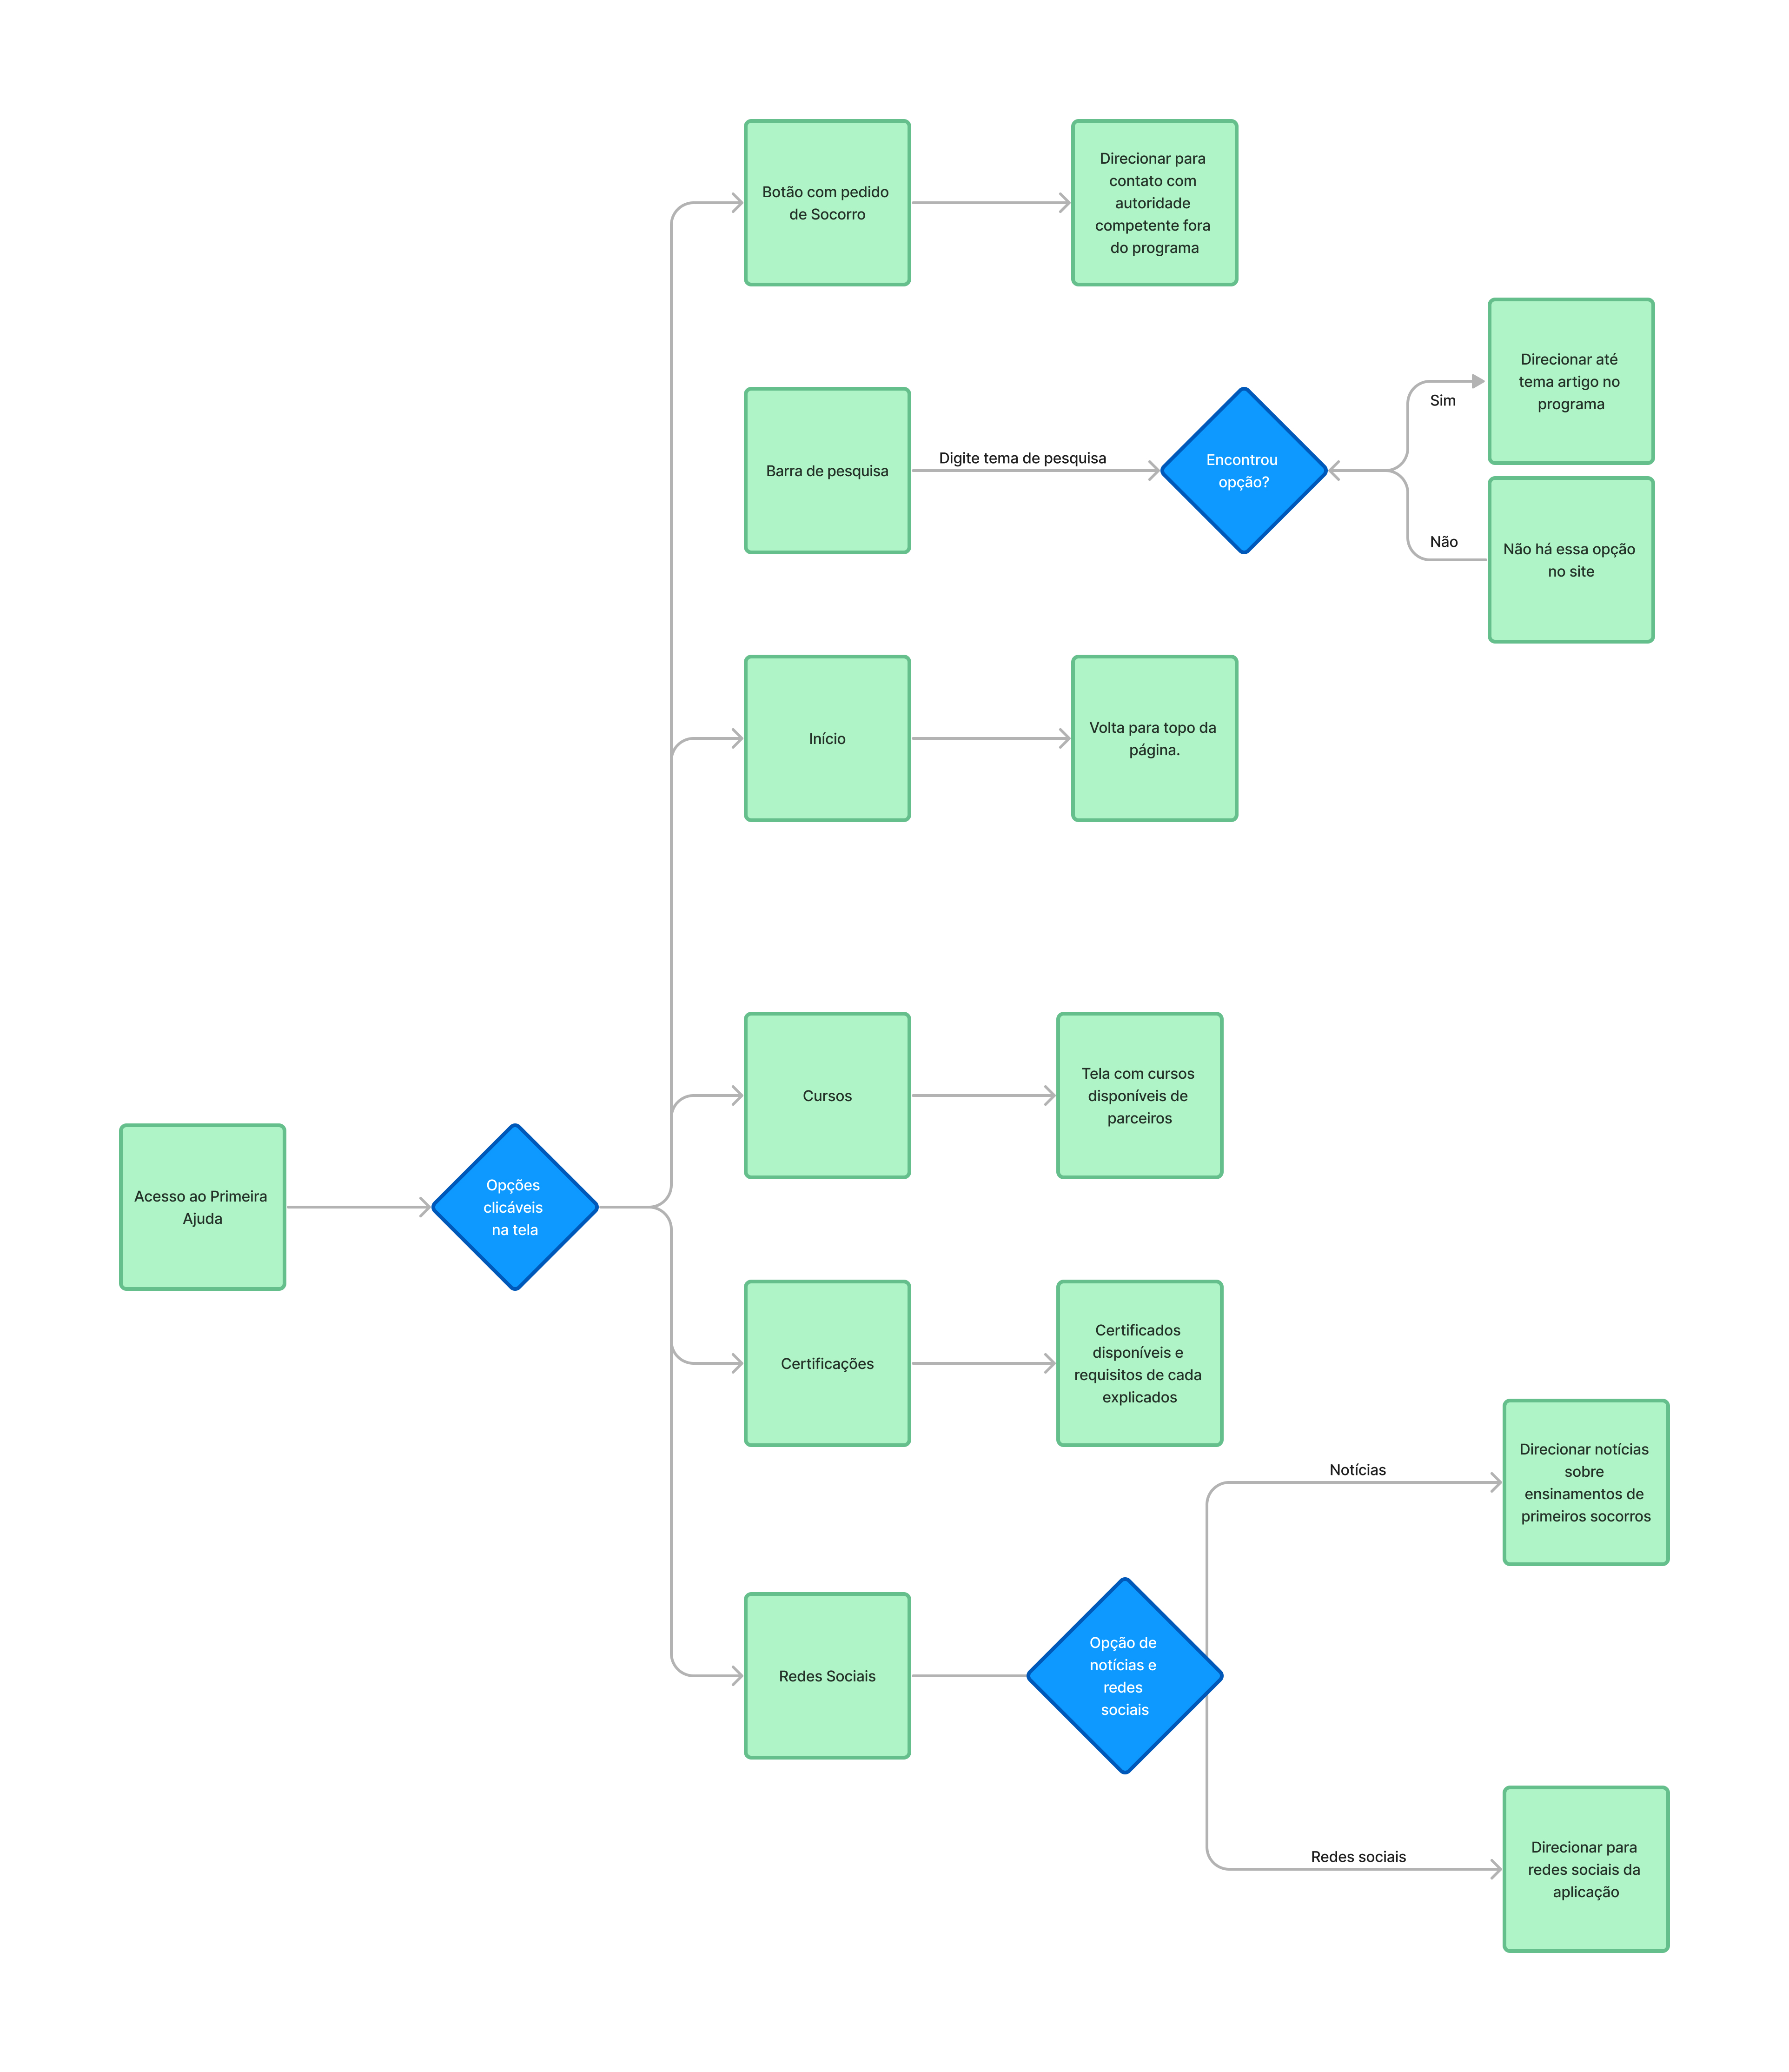 Botão com pedido
de Socorro
Direcionar para
contato com
autoridade
competente fora
do programa
Barra de pesquisa
Digite tema de pesquisa
Encontrou
opção?
Sim
Direcionar até
tema artigo no
programa
Não
Não há essa opção
no site
Início
Volta para topo da
página.
Acesso ao Primeira
Ajuda
Opções
clicáveis
na tela
Cursos
Tela com cursos
disponíveis de
parceiros
Certificações
Certificados
disponíveis e
requisitos de cada
explicados
Redes Sociais
Opção de
notícias e
redes
sociais
Notícias
Direcionar notícias
sobre
ensinamentos de
primeiros socorros
Redes sociais
Direcionar para
redes sociais da
aplicação